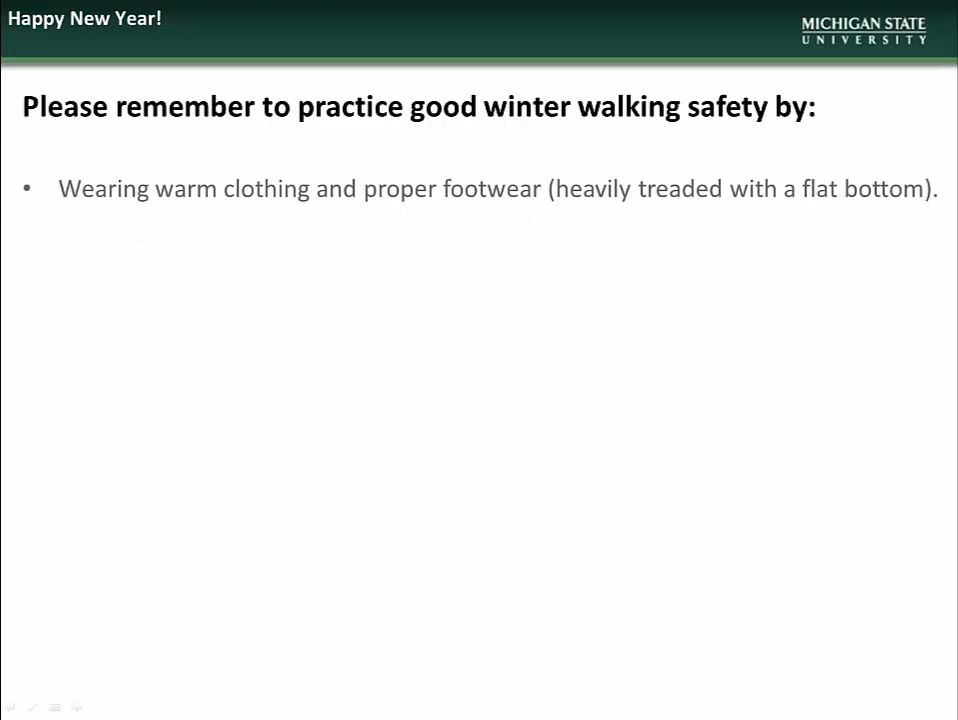 Happy New Year!
MICHIGAN STATE
UNIVERSITY
Please remember to practice good winter walking safety by:
• Wearing warm clothing and proper footwear (heavily treaded with a flat bottom).